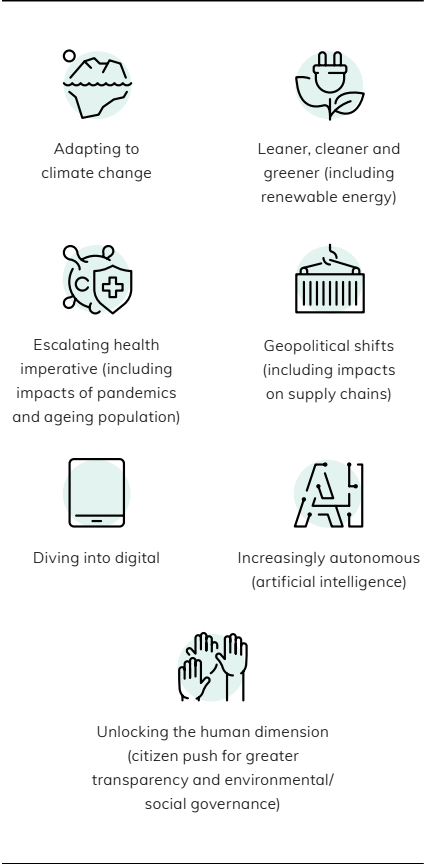 Adapting to
climate change
Leaner, cleaner and
greener (including
renewable energy)
Escalating health
imperative (including
impacts of pandemics
and ageing population)
Geopolitical shifts
(including impacts
on supply chains)
Diving into digital
AI
Increasingly autonomous
(artificial intelligence)
Unlocking the human dimension
(citizen push for greater
transparency and environmental/
social governance)